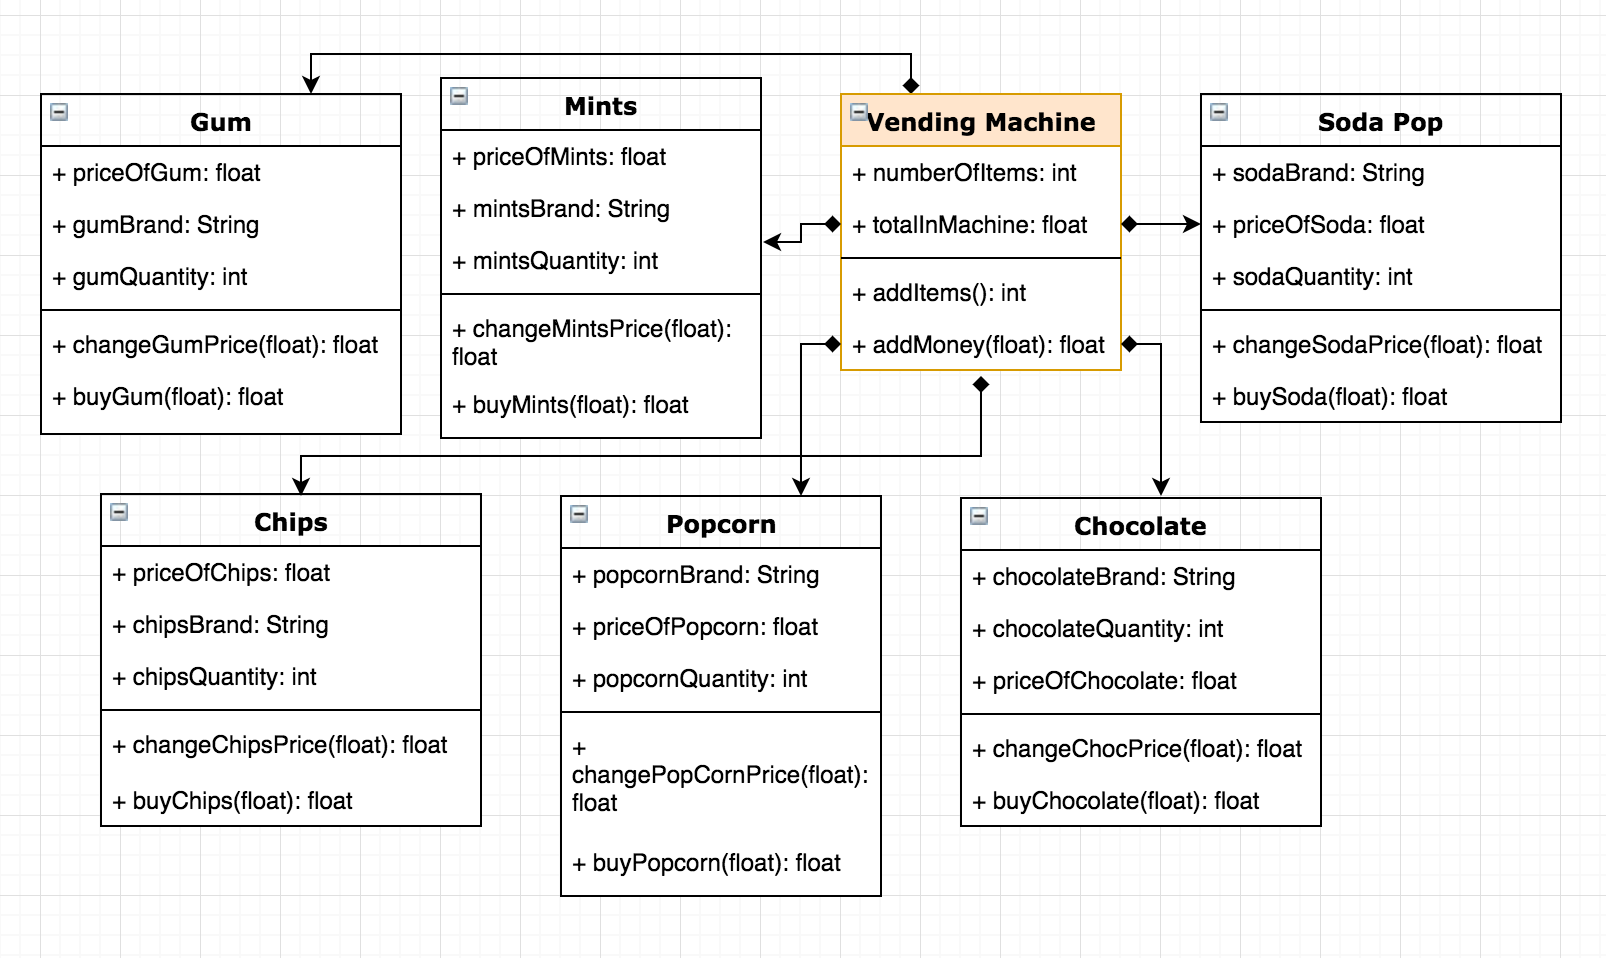 Gum
+ priceOfGum: float
+ gumBrand: String
+ gumQuantity: int
+ changeGumPrice(float): float
+ buyGum(float): float
Mints
+ priceOfMints: float
+ mintsBrand: String
+ mintsQuantity: int
+ changeMintsPrice(float):
float
+ buyMints(float): float
Vending Machine
+ numberOfItems: int
+ totalInMachine: float
+ addItems(): int
+ addMoney(float): float
Soda Pop
+ sodaBrand: String
+ priceOfSoda: float
+ sodaQuantity: int
+ changeSodaPrice(float): float
+ buySoda(float): float
Chips
+ priceOfChips: float
+ chipsBrand: String
+ chipsQuantity: int
+ changeChipsPrice(float): float
+ buyChips(float): float
Popcorn
+ popcornBrand: String
+ priceOfPopcorn: float
+ popcornQuantity: int
+
changePopCornPrice(float):
float
+ buyPopcorn(float): float
Chocolate
+ chocolateBrand: String
+ chocolateQuantity: int
+ priceOfChocolate: float
+ changeChocPrice(float): float
+ buyChocolate(float): float